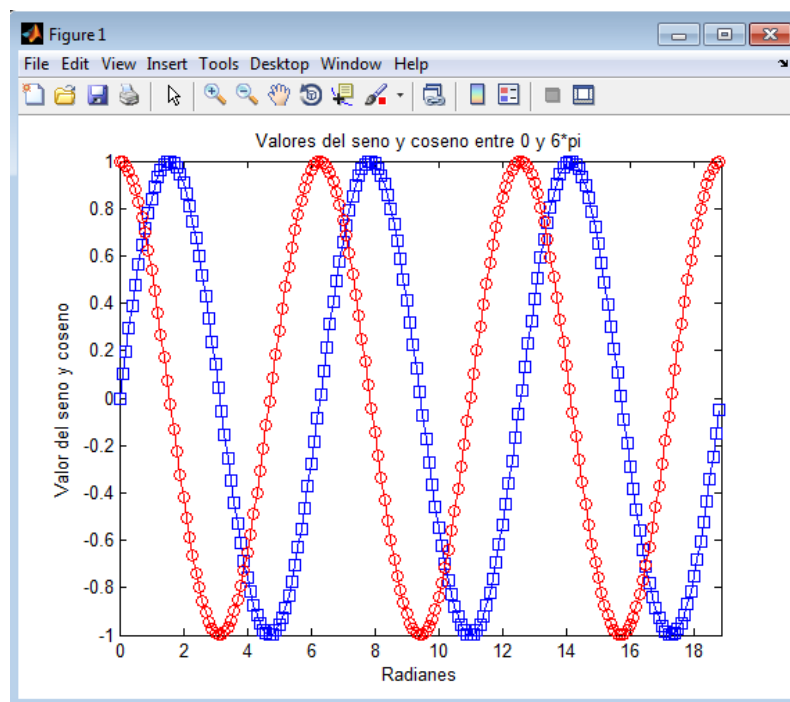 Figure 1
File Edit View Insert Tools Desktop Window Help
Valores del seno y coseno entre 0 y 6*pi
1
0.8
0.6
0.4
0.2
0
-0.2
-0.4
-0.6
-0.8
-1
Valor del seno y coseno
0 2 4 6 8 10 12 14 16 18
Radianes